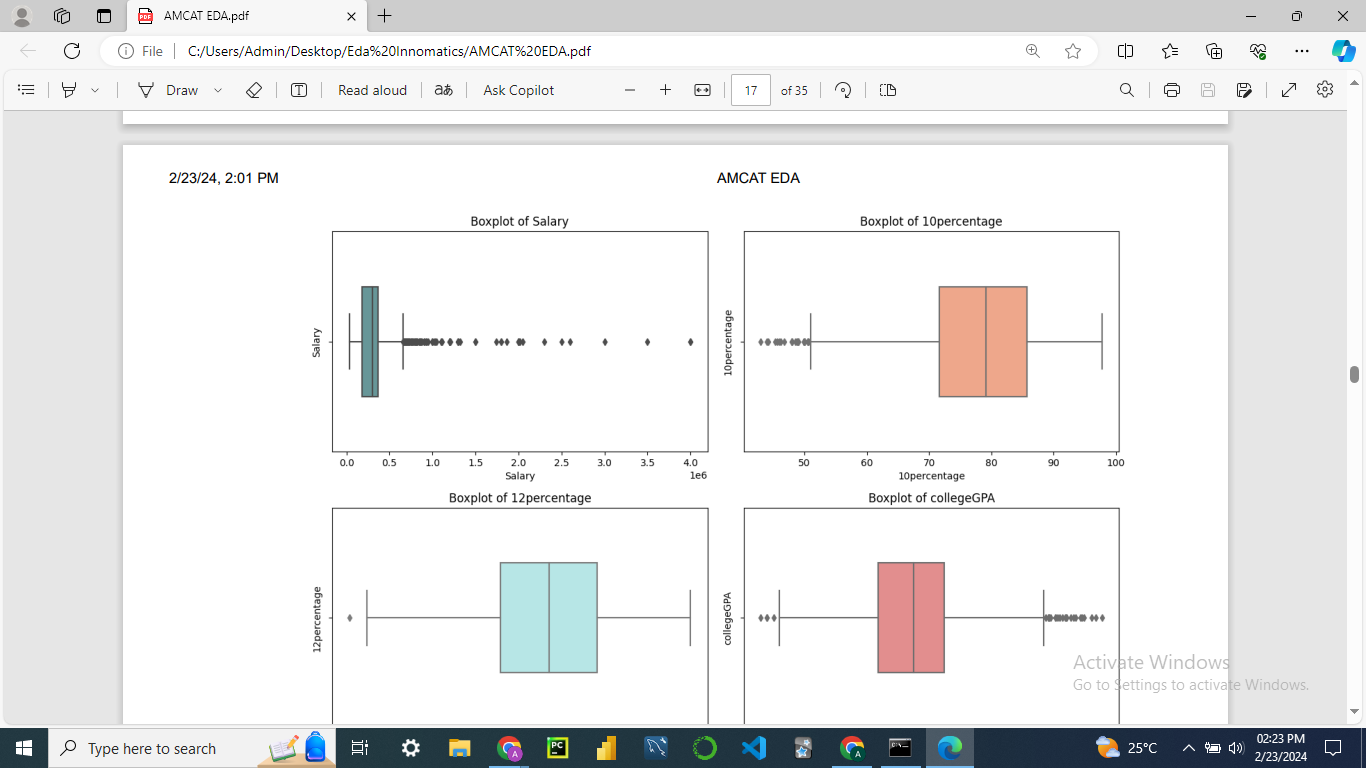 AMCAT EDA.pdf
File
C:/Users/Admin/Desktop/Eda%20Innomatics/AMCAT%20EDA.pdf
Draw
Read aloud
aあ
Ask Copilot
17 of 35
2/23/24, 2:01 PM
AMCAT EDA
Boxplot of Salary
Salary
0.0 0.5 1.0 1.5 2.0 2.5 3.0 3.5 4.0
Salary
1e6
Boxplot of 10percentage
10percentage
50 60 70 80 90 100
10percentage
Boxplot of 12percentage
12percentage
Boxplot of collegeGPA
collegeGPA
Activate Windows
Go to Settings to activate Windows.
Type here to search
25°C
02:23 PM
2/23/2024